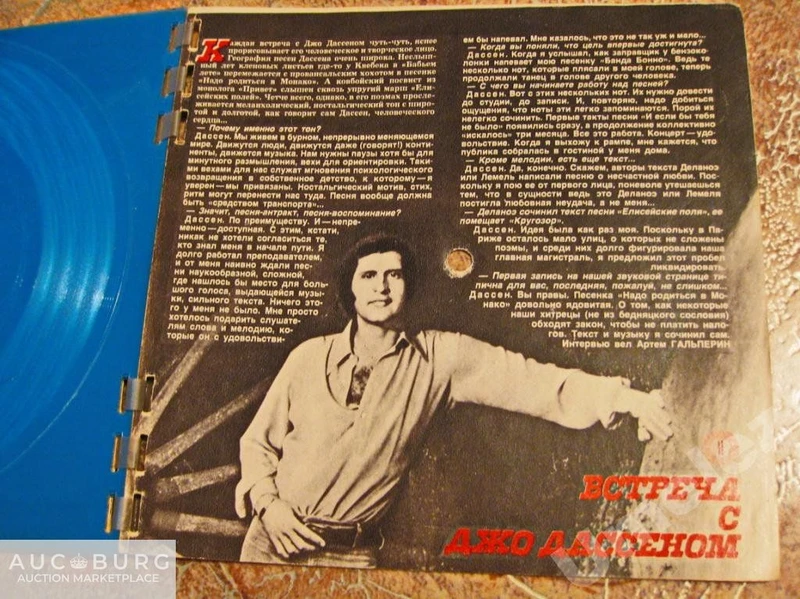 Каждая встреча с Джо Дассеном чуть-чуть, яснее
прорисовывает его человеческое и творческое лицо.
География песен Дассена очень широка. Неслыш-
ный лет кленовых листьев где-то у Квебека в «Бабьем
лете» перемежается с провансальским хохотом в песенке
«Надо родиться в Монако». А ковбойский посвист из
монолога «Привет» слышен сквозь упругий марш «Ели-
сейских полей». Четче всего, однако, в его поэмах просле-
живается меланхолический, ностальгический тон с широ-
той и долготой, как говорит сам Дассен, человеческого
сердца...
— Почему именно этот тон?
Дассен. Мы живем в бурном, непрерывно меняющемся
мире. Движутся люди, движутся даже (говорят!) конти-
ненты, движется музыка. Нам нужны паузы хотя бы для
минутного размышления, вехи для ориентировки. Таки-
ми вехами для нас служат мгновения психологического
возвращения в собственное детство, к которому — я
уверен — мы привязаны. Ностальгический мотив, стих,
ритм могут перенести нас туда. Песня вообще должна
быть «средством транспорта»...
— Значит, песня-антракт, песня-воспоминание?
Дассен. По преимуществу. И — непре-
менно — доступная. С этим, кстати,
никак не хотели согласиться те,
кто знал меня в начале пути. Я
долго работал преподавателем,
и от меня наивно ждали пес-
ни наукообразной, сложной,
где нашлось бы место для боль-
шого голоса, выдающейся музы-
ки, сильного текста. Ничего это-
го у меня не было. Мне просто
хотелось подарить слушате-
лям слова и мелодию, ко-
торые он с удовольстви-
ем бы напевал. Мне казалось, что это не так уж и мало...
— Когда вы поняли, что цель впервые достигнута?
Дассен. Когда я услышал, как заправщик у бензоко-
лонки напевает мою песенку «Банда Бонно». Ведь те
несколько нот, которые плясали в моей голове, теперь
продолжали танец в голове другого человека.
— С чего вы начинаете работу над песней?
Дассен. Вот с этих нескольких нот. Их нужно довести
до студии, до записи. И, повторяю, надо добиться
ощущения, что ноты эти легко запоминаются. Порой их
нелегко сочинить. Первые такты песни «И если бы тебя
не было» появились сразу, а продолжение коллективно
«искалось» три месяца. Все это работа. Концерт — удо-
вольствие. Когда я выхожу к рампе, мне кажется, что
публика собралась в гостиной у меня дома.
— Кроме мелодии, есть еще текст...
Дассен. Да, конечно. Скажем, авторы текста Деланоэ
или Лемель написали песню о несчастной любви. Пос-
кольку я пою ее от первого лица, поневоле утешаешься
тем, что в сущности ведь это Деланоэ или Лемеля
постигла любовная неудача, а не меня...
— Деланоэ сочинил текст песни «Елисейские поля», ее
помещает «Кругозор».
Дассен. Идея была как раз моя. Поскольку в Па-
риже осталось мало улиц, о которых не сложены
поэмы, и среди них долго фигурировала наша
главная магистраль, я предложил этот пробел
ликвидировать.
— Первая запись на нашей звуковой странице ти-
пична для вас, последняя, пожалуй, не слишком...
Дассен. Вы правы. Песенка «Надо родиться в Мо-
нако» довольно ядовитая. О том, как некоторые
наши хитрецы (не из бедняцкого сословия)
обходят закон, чтобы не платить нало-
гов. Текст и музыку я сочинил сам.
Интервью вел Артем ГАЛЬПЕРИН
ВСТРЕЧА
С
ДЖО ДАССЕНОМ
AUC BURG
AUCTION MARKETPLACE